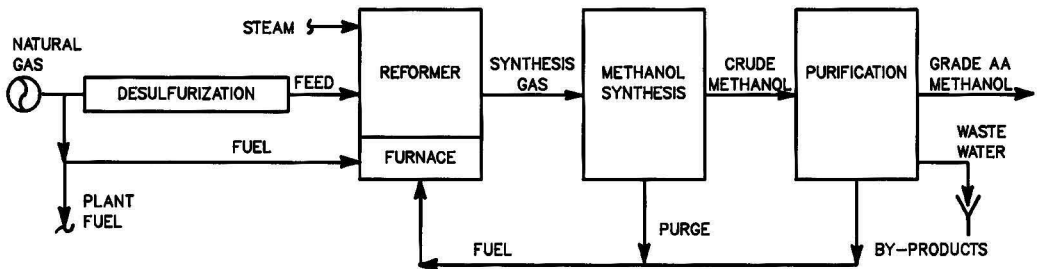 STEAM
NATURAL
GAS
REFORMER
SYNTHESIS
GAS
METHANOL
SYNTHESIS
CRUDE
METHANOL
PURIFICATION
GRADE AA
METHANOL
DESULFURIZATION
FEED
FUEL
FURNACE
WASTE
WATER
PLANT
FUEL
PURGE
FUEL
BY-PRODUCTS